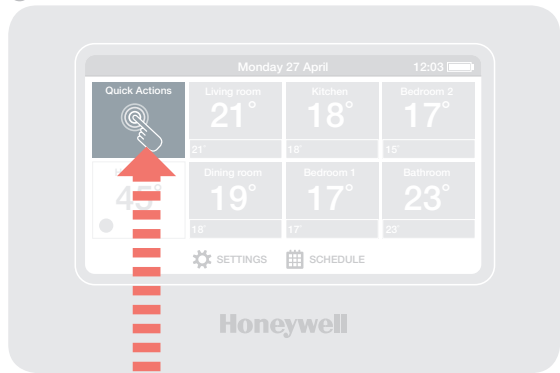 Monday 27 April 12:03
Quick Actions Living room Kitchen Bedroom 2
21° 18° 17°
21° 18° 15°
Dining room Bedroom 1 Bathroom
45° 19° 17° 23°
18° 17° 23°
SETTINGS SCHEDULE
Honeywell